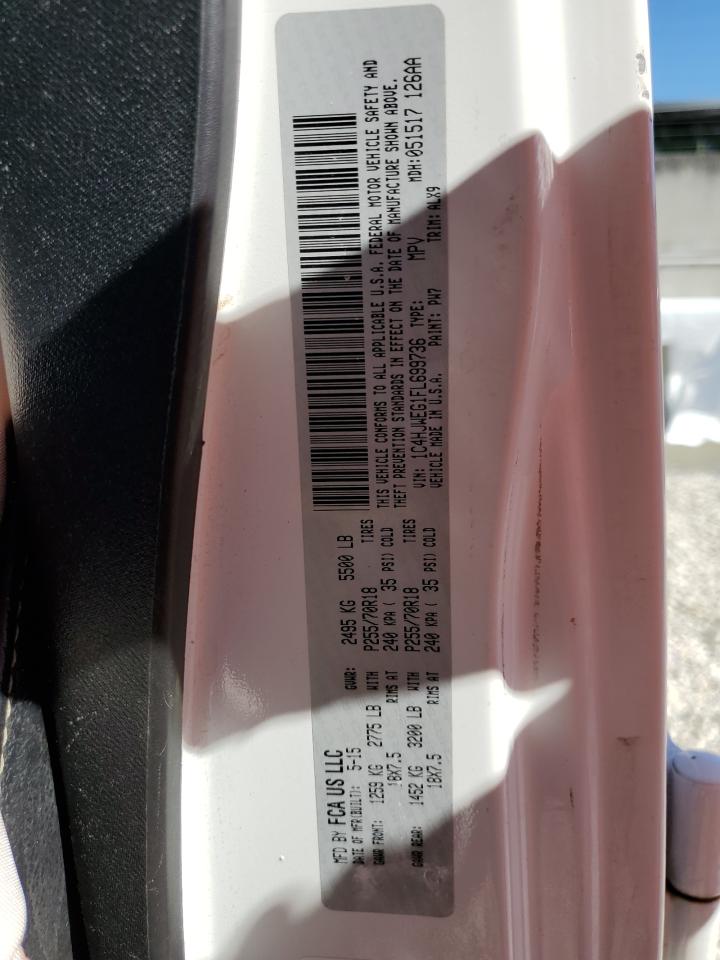 MFD BY FCA US LLC
DATE OF MFR(BUILT): 5-15 GVWR: 2495 KG 5500 LB
GAWR FRONT: 1259 KG 2775 LB WITH P255/70R18 TIRES
18X7.5 RIMS AT 240 KPA ( 35 PSI) COLD
GAWR REAR: 1452 KG 3200 LB WITH P255/70R18 TIRES
18X7.5 RIMS AT 240 KPA ( 35 PSI) COLD
THIS VEHICLE CONFORMS TO ALL APPLICABLE U.S.A. FEDERAL MOTOR VEHICLE SAFETY AND
THEFT PREVENTION STANDARDS IN EFFECT ON THE DATE OF MANUFACTURE SHOWN ABOVE.
VIN: 1C4HJWEG1FL699736 TYPE: MPV MDH: 051517 126AA
VEHICLE MADE IN U.S.A. PAINT: PW7 TRIM: ALX9